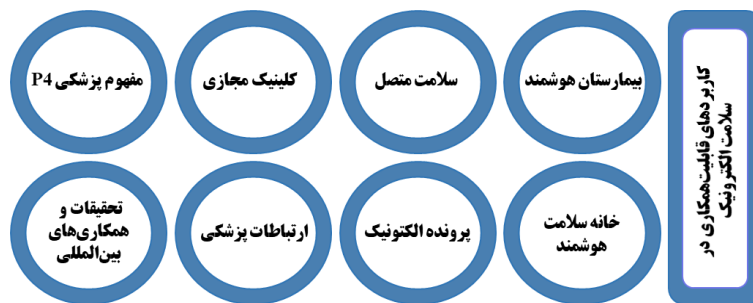 کاربردهای قابلیت‌همکاری در
سلامت الکترونیک
بیمارستان هوشمند
سلامت متصل
کلینیک مجازی
مفهوم پزشکی P4
خانه سلامت
هوشمند
پرونده الکتونیک
ارتباطات پزشکی
تحقیقات و
همکاری‌های
بین‌المللی